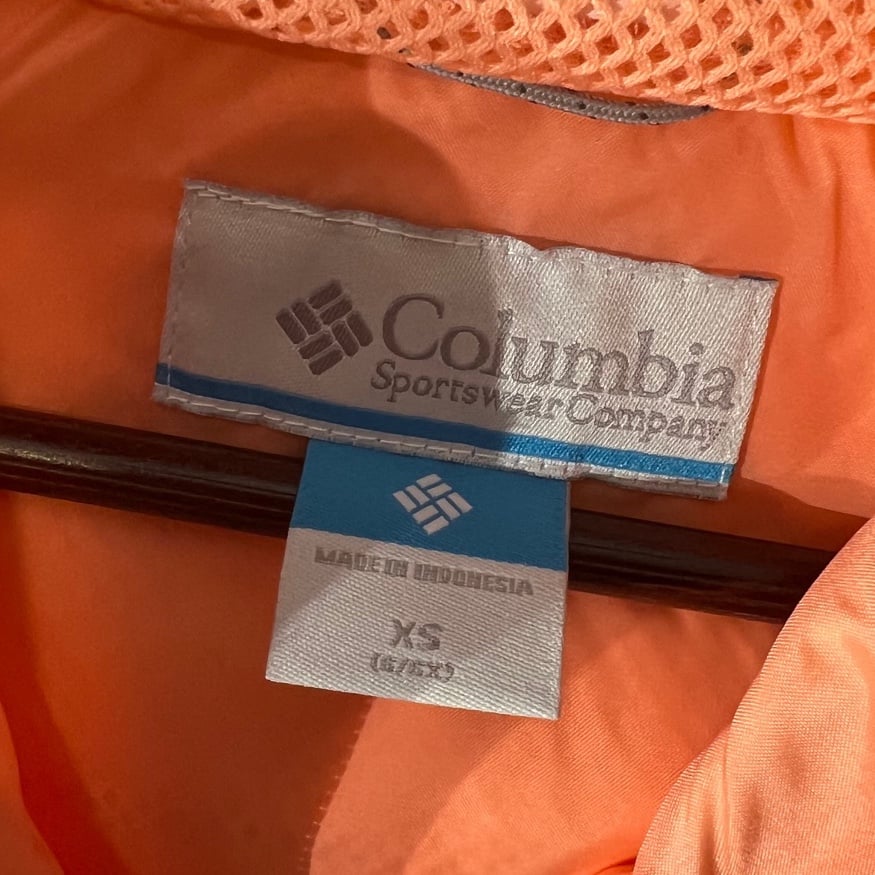 Columbia
Sportswear Company
MADE IN INDONESIA
XS
(6/6X)